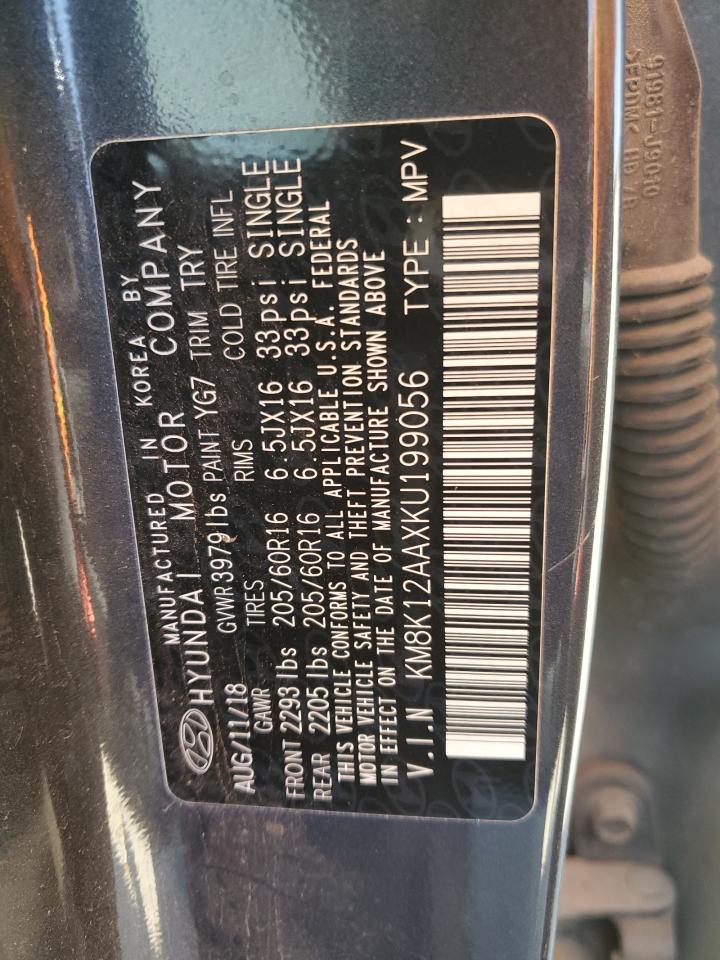 MANUFACTURED IN KOREA BY
HYUNDAI MOTOR COMPANY
AUG/11/18 GVWR 3979 lbs PAINT YG7 TRIM TRY
GAWR TIRES RIMS COLD TIRE INFL
FRONT 2293 lbs 205/60R16 6.5JX16 33psi SINGLE
REAR 2205 lbs 205/60R16 6.5JX16 33psi SINGLE
THIS VEHICLE CONFORMS TO ALL APPLICABLE U.S.A. FEDERAL
MOTOR VEHICLE SAFETY AND THEFT PREVENTION STANDARDS
IN EFFECT ON THE DATE OF MANUFACTURE SHOWN ABOVE
V.I.N KM8K12AAXKU199056 TYPE : MPV
91981-J9010